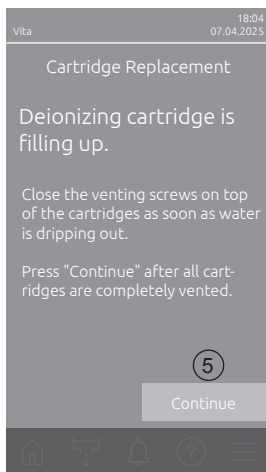 18:04
Vita 07.04.2025
Cartridge Replacement
Deionizing cartridge is
filling up.
Close the venting screws on top
of the cartridges as soon as water
is dripping out.
Press "Continue" after all cart-
ridges are completely vented.
5
Continue
?